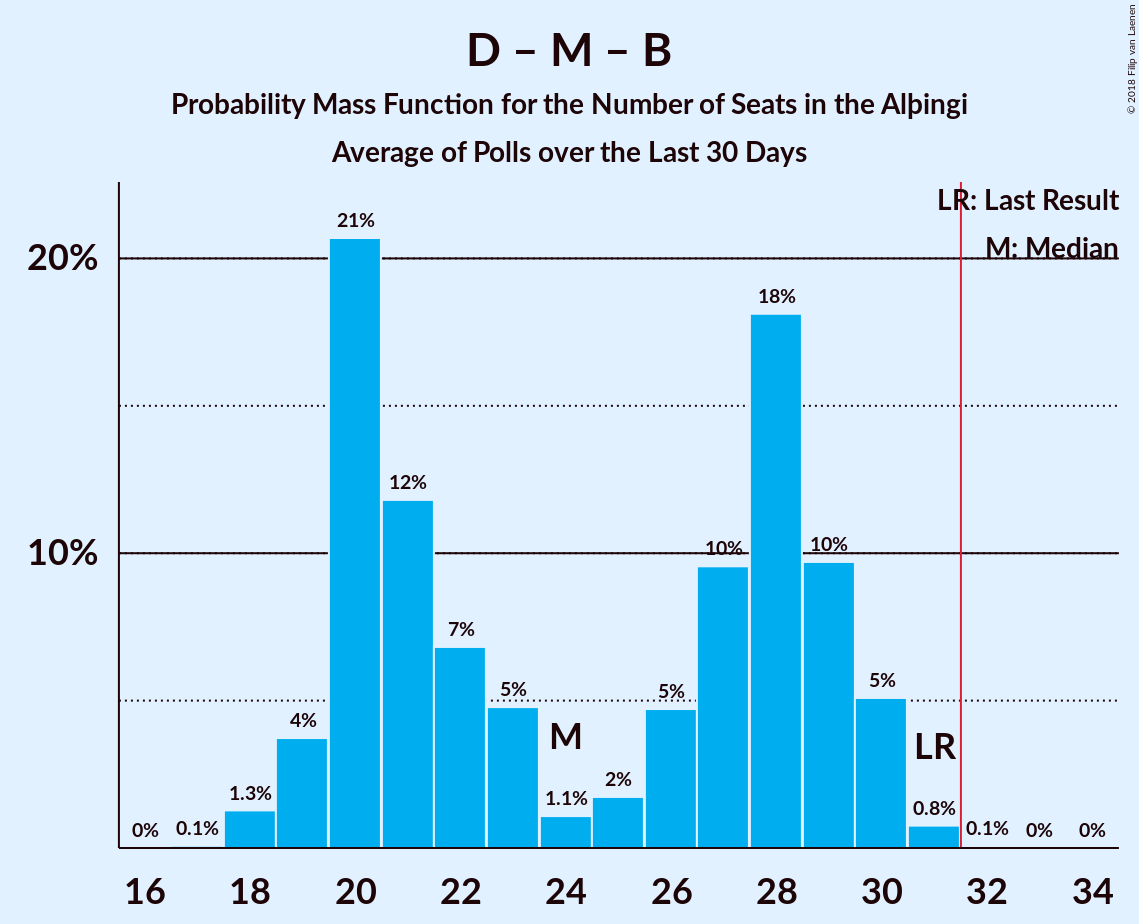 D – M – B
Probability Mass Function for the Number of Seats in the Alþingi
Average of Polls over the Last 30 Days
© 2018 Filip van Laenen
LR: Last Result
M: Median
20%
10%
0%
0.1%
1.3%
4%
21%
12%
7%
5%
M
1.1%
2%
5%
10%
18%
10%
5%
LR
0.8%
0.1%
0%
0%
16 18 20 22 24 26 28 30 32 34